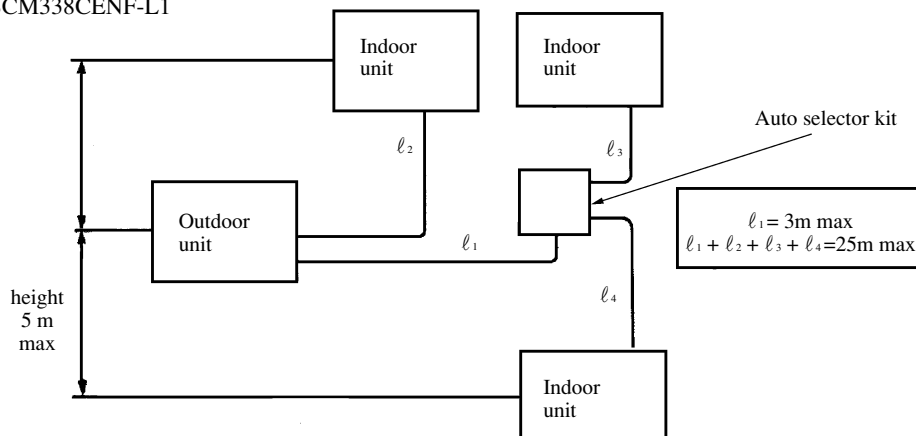 CM338CENF-L1
Indoor
unit
Indoor
unit
Auto selector kit
ℓ2
ℓ3
Outdoor
unit
ℓ1
ℓ1= 3m max
ℓ1 + ℓ2 + ℓ3 + ℓ4=25m max
ℓ4
height
5 m
max
Indoor
unit